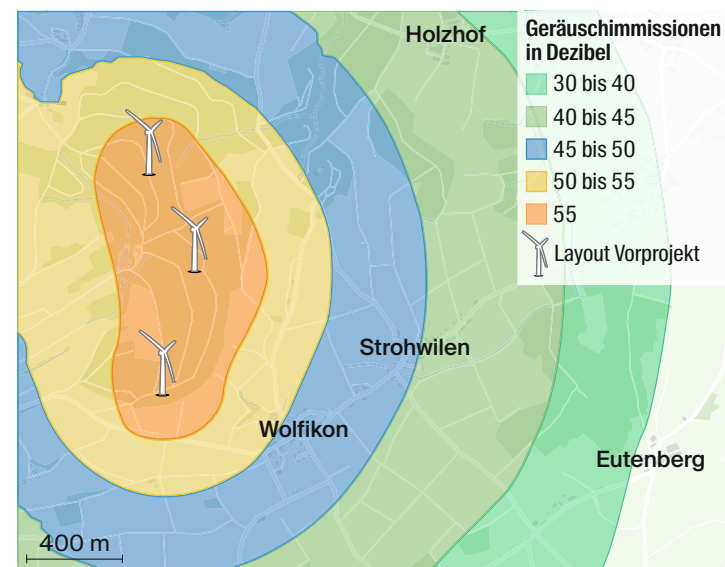 Holzhof
Geräuschimmissionen
in Dezibel
30 bis 40
40 bis 45
45 bis 50
50 bis 55
55
Layout Vorprojekt
Strohwilen
Wolfikon
Eutenberg
400 m